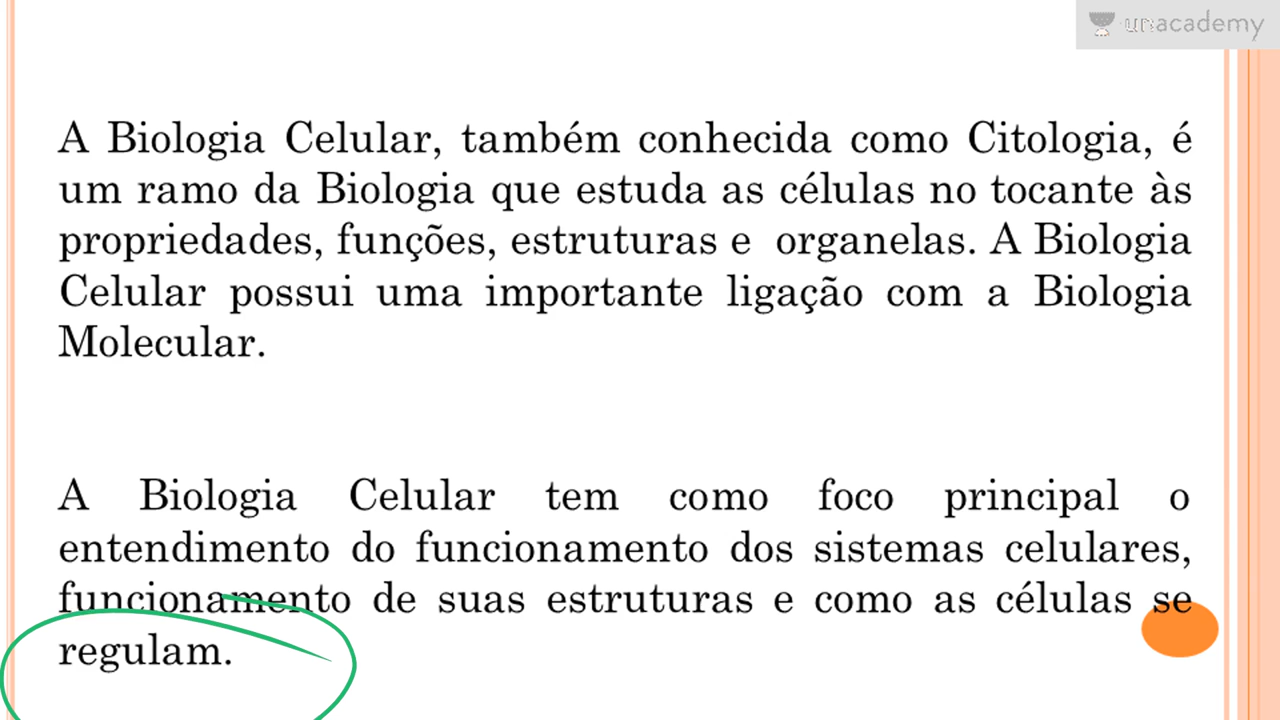 unacademy
A Biologia Celular, também conhecida como Citologia, é
um ramo da Biologia que estuda as células no tocante às
propriedades, funções, estruturas e organelas. A Biologia
Celular possui uma importante ligação com a Biologia
Molecular.
A Biologia Celular tem como foco principal o
entendimento do funcionamento dos sistemas celulares,
funcionamento de suas estruturas e como as células se
regulam.